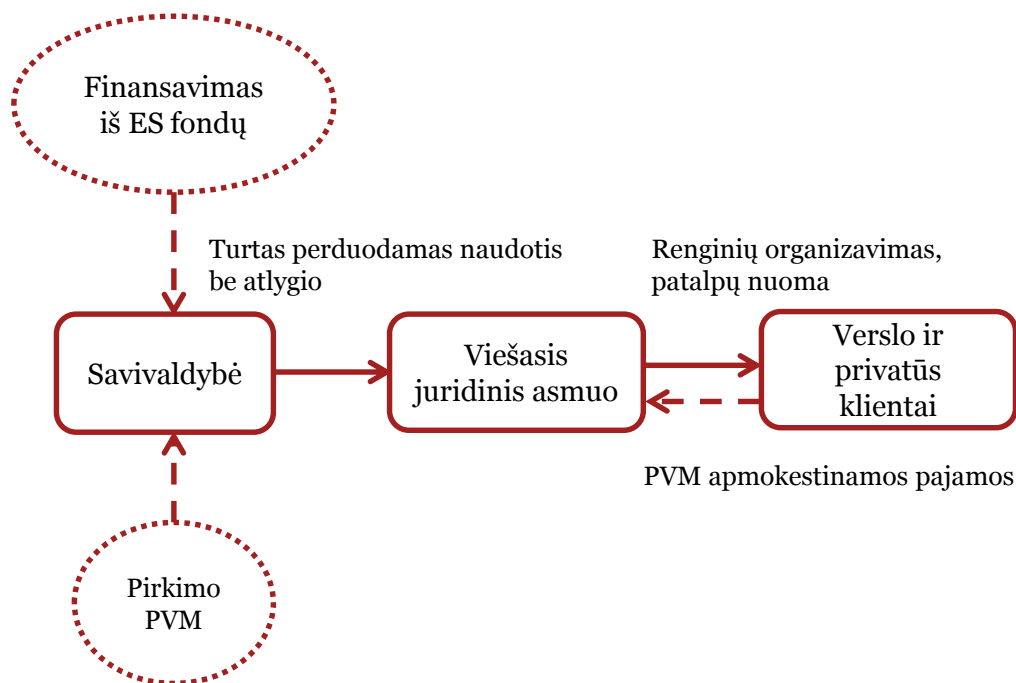 Finansavimas
iš ES fondų
Turtas perduodamas naudotis
be atlygio
Renginių organizavimas,
patalpų nuoma
Savivaldybė
Viešasis
juridinis asmuo
Verslo ir
privatūs
klientai
PVM apmokestinamos pajamos
Pirkimo
PVM